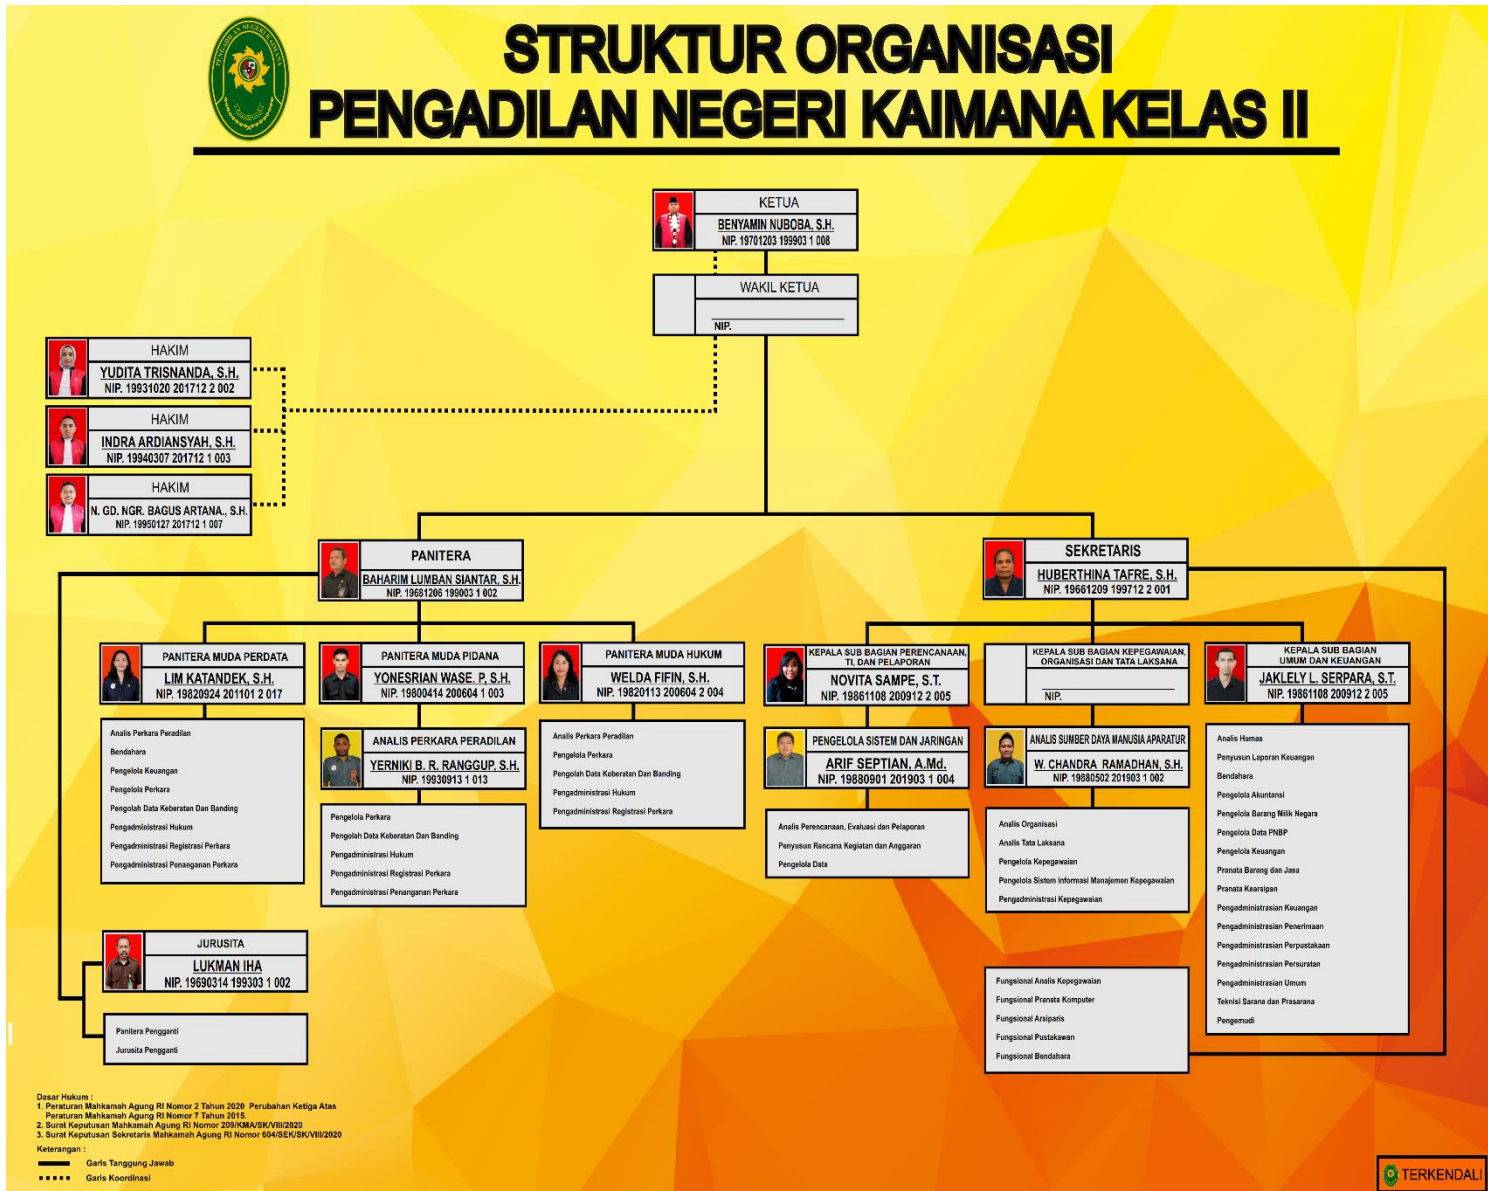 STRUKTUR ORGANISASI
PENGADILAN NEGERI KAIMANA KELAS II
KETUA
BENYAMIN NUBOBA, S.H.
NIP. 19701203 199903 1 008
WAKIL KETUA
NIP.
HAKIM
YUDITA TRISNANDA, S.H.
NIP. 19931020 201712 2 002
HAKIM
INDRA ARDIANSYAH, S.H.
NIP. 19940307 201712 1 003
HAKIM
N. GD. NGR. BAGUS ARTANA., S.H.
NIP. 19950127 201712 1 007
PANITERA
BAHARIM LUMBAN SIANTAR, S.H.
NIP. 19681206 199003 1 002
SEKRETARIS
HUBERTHINA TAFRE, S.H.
NIP. 19661209 199712 2 001
PANITERA MUDA PERDATA
LIM KATANDEK, S.H.
NIP. 19820924 201101 2 017
Analis Perkara Peradilan
Bendahara
Pengelola Keuangan
Pengelola Perkara
Pengolah Data Keberatan Dan Banding
Pengadministrasi Hukum
Pengadministrasi Registrasi Perkara
Pengadministrasi Penanganan Perkara
PANITERA MUDA PIDANA
YONESRIAN WASE. P, S.H.
NIP. 19800414 200604 1 003
ANALIS PERKARA PERADILAN
YERNIKI B. R. RANGGUP, S.H.
NIP. 19930913 1 013
Pengelola Perkara
Pengolah Data Keberatan Dan Banding
Pengadministrasi Hukum
Pengadministrasi Registrasi Perkara
Pengadministrasi Penanganan Perkara
PANITERA MUDA HUKUM
WELDA FIFIN, S.H.
NIP. 19820113 200604 2 004
Analis Perkara Peradilan
Pengelola Perkara
Pengolah Data Keberatan Dan Banding
Pengadministrasi Hukum
Pengadministrasi Registrasi Perkara
KEPALA SUB BAGIAN PERENCANAAN,
TI, DAN PELAPORAN
NOVITA SAMPE, S.T.
NIP. 19861108 200912 2 005
PENGELOLA SISTEM DAN JARINGAN
ARIF SEPTIAN, A.Md.
NIP. 19880901 201903 1 004
Analis Perencanaan, Evaluasi dan Pelaporan
Penyusun Rencana Kegiatan dan Anggaran
Pengelola Data
KEPALA SUB BAGIAN KEPEGAWAIAN,
ORGANISASI DAN TATA LAKSANA
NIP.
ANALIS SUMBER DAYA MANUSIA APARATUR
W. CHANDRA RAMADHAN, S.H.
NIP. 19880502 201903 1 002
Analis Organisasi
Analis Tata Laksana
Pengelola Kepegawaian
Pengelola Sistem Informasi Manajemen Kepegawaian
Pengadministrasi Kepegawaian
KEPALA SUB BAGIAN
UMUM DAN KEUANGAN
JAKLELY L. SERPARA, S.T.
NIP. 19861108 200912 2 005
Analis Humas
Penyusun Laporan Keuangan
Bendahara
Pengelola Akuntansi
Pengelola Barang Milik Negara
Pengelola Data PNBP
Pengelola Keuangan
Pranata Barang dan Jasa
Pranata Kearsipan
Pengadministrasian Keuangan
Pengadministrasian Penerimaan
Pengadministrasian Perpustakaan
Pengadministrasian Persuratan
Pengadministrasian Umum
Teknisi Sarana dan Prasarana
Pengemudi
JURUSITA
LUKMAN IHA
NIP. 19690314 199303 1 002
Panitera Pengganti
Jurusita Pengganti
Fungsional Analis Kepegawaian
Fungsional Pranata Komputer
Fungsional Arsiparis
Fungsional Pustakawan
Fungsional Bendahara
Dasar Hukum :
1. Peraturan Mahkamah Agung RI Nomor 2 Tahun 2020 Perubahan Ketiga Atas
Peraturan Mahkamah Agung RI Nomor 7 Tahun 2015.
2. Surat Keputusan Mahkamah Agung RI Nomor 209/KMA/SK/VIII/2020
3. Surat Keputusan Sekretaris Mahkamah Agung RI Nomor 604/SEK/SK/VIII/2020
Keterangan :
Garis Tanggung Jawab
Garis Koordinasi
TERKENDALI